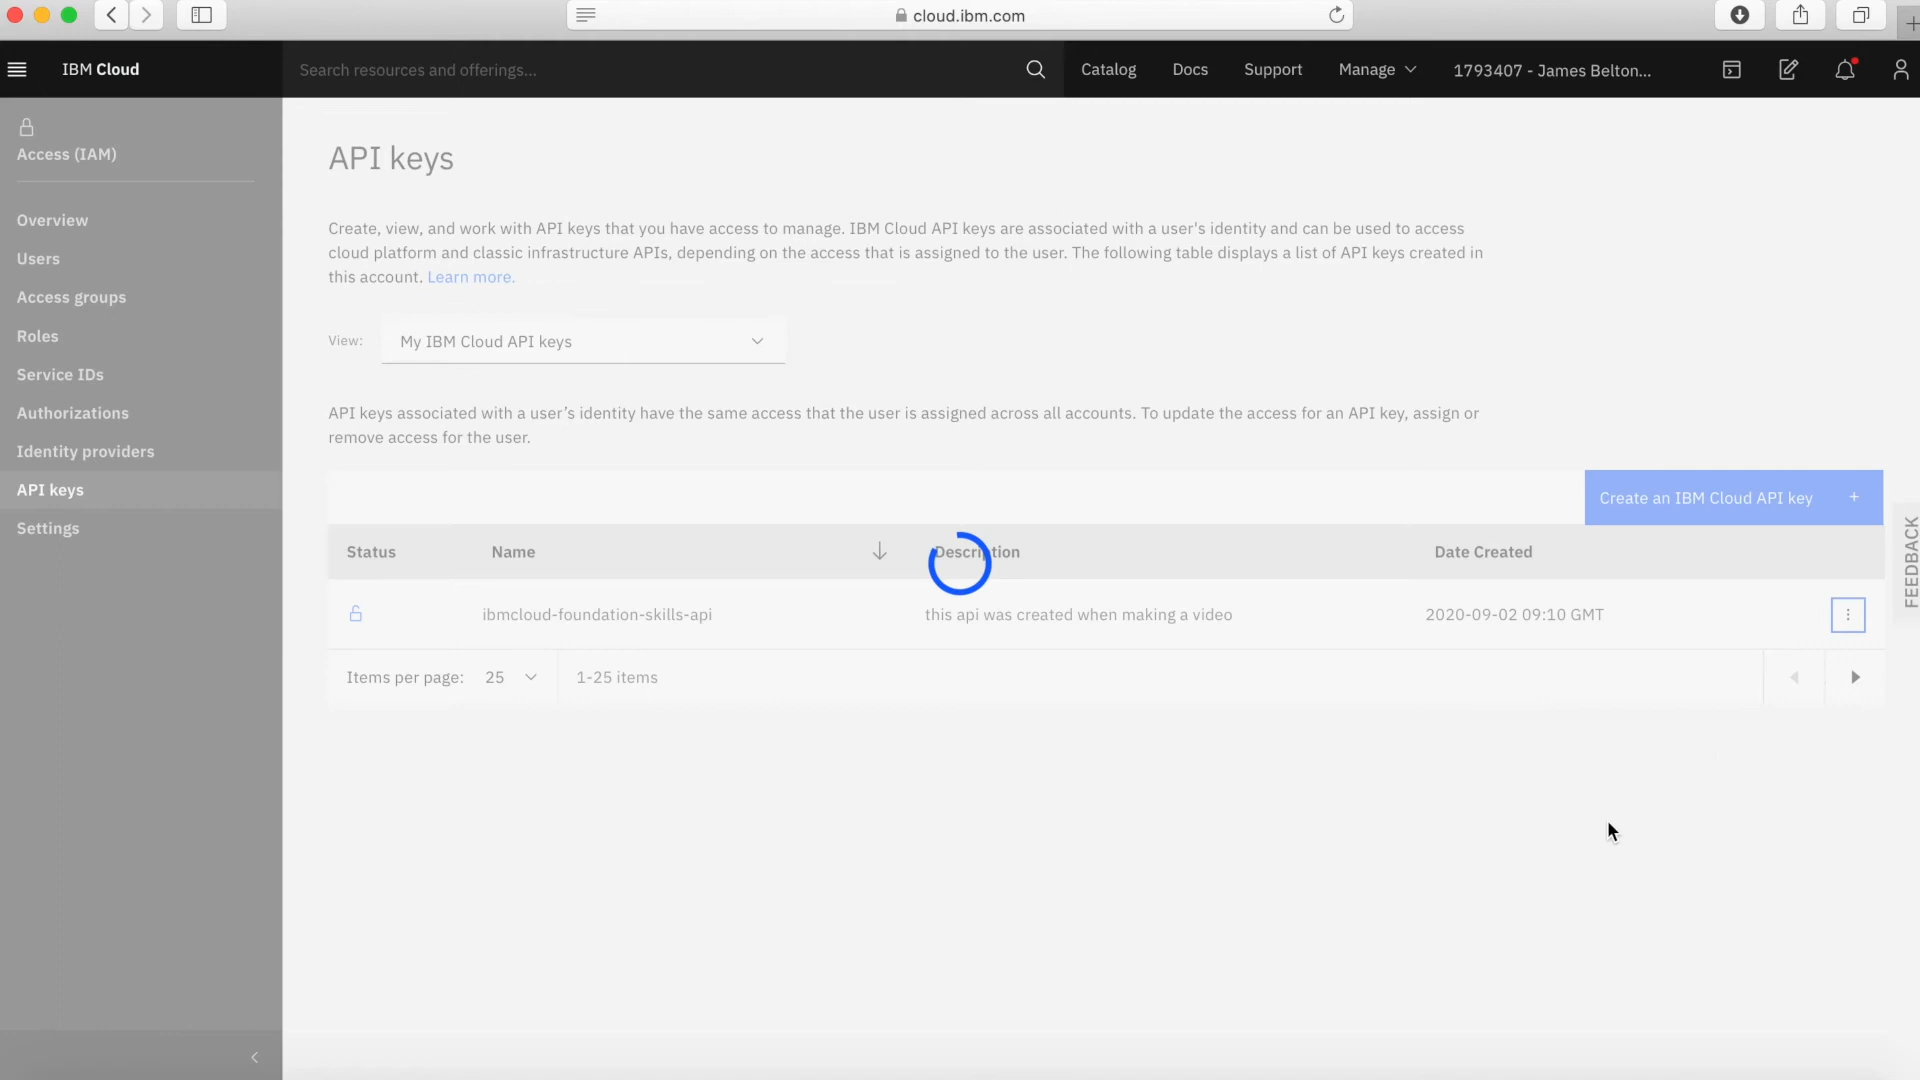 cloud.ibm.com
IBM Cloud
Search resources and offerings...
Catalog
Docs
Support
Manage
1793407 - James Belton...
Access (IAM)
Overview
Users
Access groups
Roles
Service IDs
Authorizations
Identity providers
API keys
Settings
API keys
Create, view, and work with API keys that you have access to manage. IBM Cloud API keys are associated with a user's identity and can be used to access
cloud platform and classic infrastructure APIs, depending on the access that is assigned to the user. The following table displays a list of API keys created in
this account. Learn more.
View:
My IBM Cloud API keys
API keys associated with a user’s identity have the same access that the user is assigned across all accounts. To update the access for an API key, assign or
remove access for the user.
Create an IBM Cloud API key +
Status
Name
Description
Date Created
ibmcloud-foundation-skills-api
this api was created when making a video
2020-09-02 09:10 GMT
Items per page: 25
1-25 items
FEEDBACK